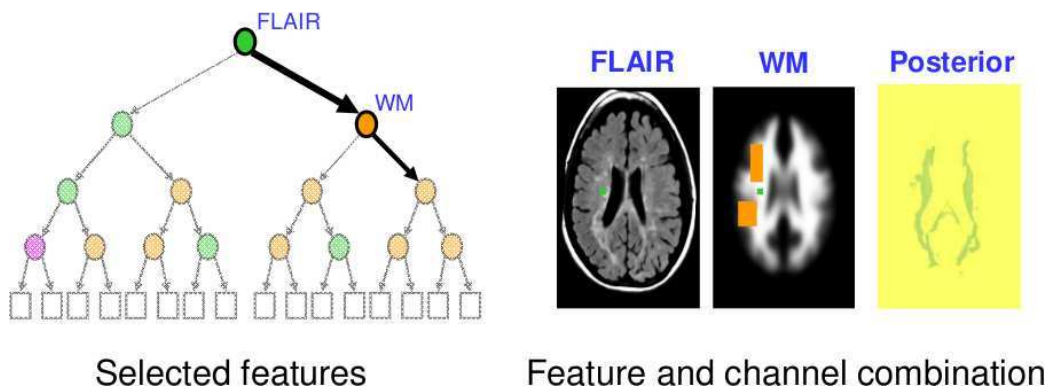 FLAIR
WM
FLAIR WM Posterior
Selected features
Feature and channel combination